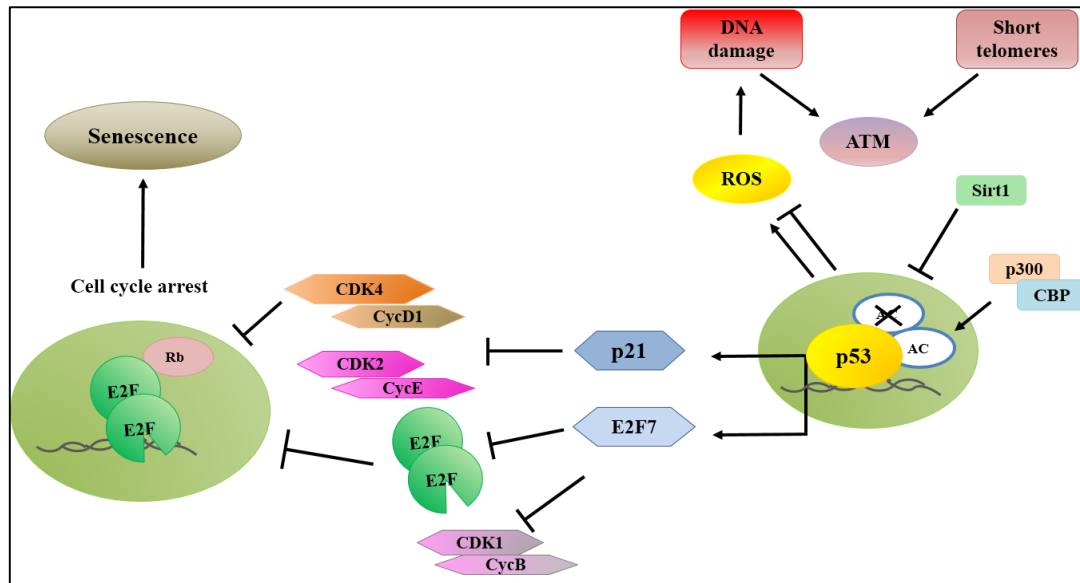 DNA
damage
Short
telomeres
Senescence
ATM
ROS
Sirt1
p300
CBP
Cell cycle arrest
CDK4
CycD1
AC
AC
p53
Rb
p21
CDK2
CycE
E2F
E2F
E2F7
E2F
E2F
CDK1
CycB